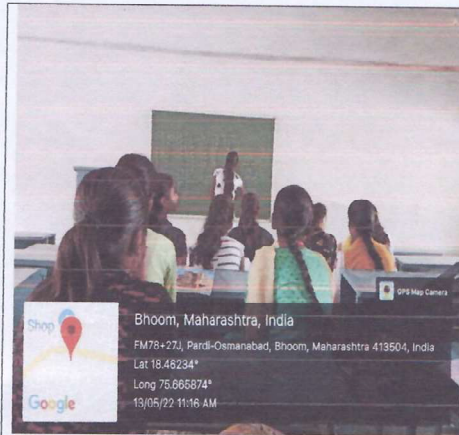 GPS Map Camera
Shop
Google
Bhoom, Maharashtra, India
FM78+27J, Pardi-Osmanabad, Bhoom, Maharashtra 413504, India
Lat 18.46234°
Long 75.665874°
13/05/22 11:16 AM